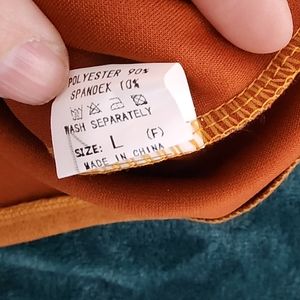 POLYESTER 90%
SPANDEX 10%
WASH SEPARATELY
SIZE: L (F)
MADE IN CHINA